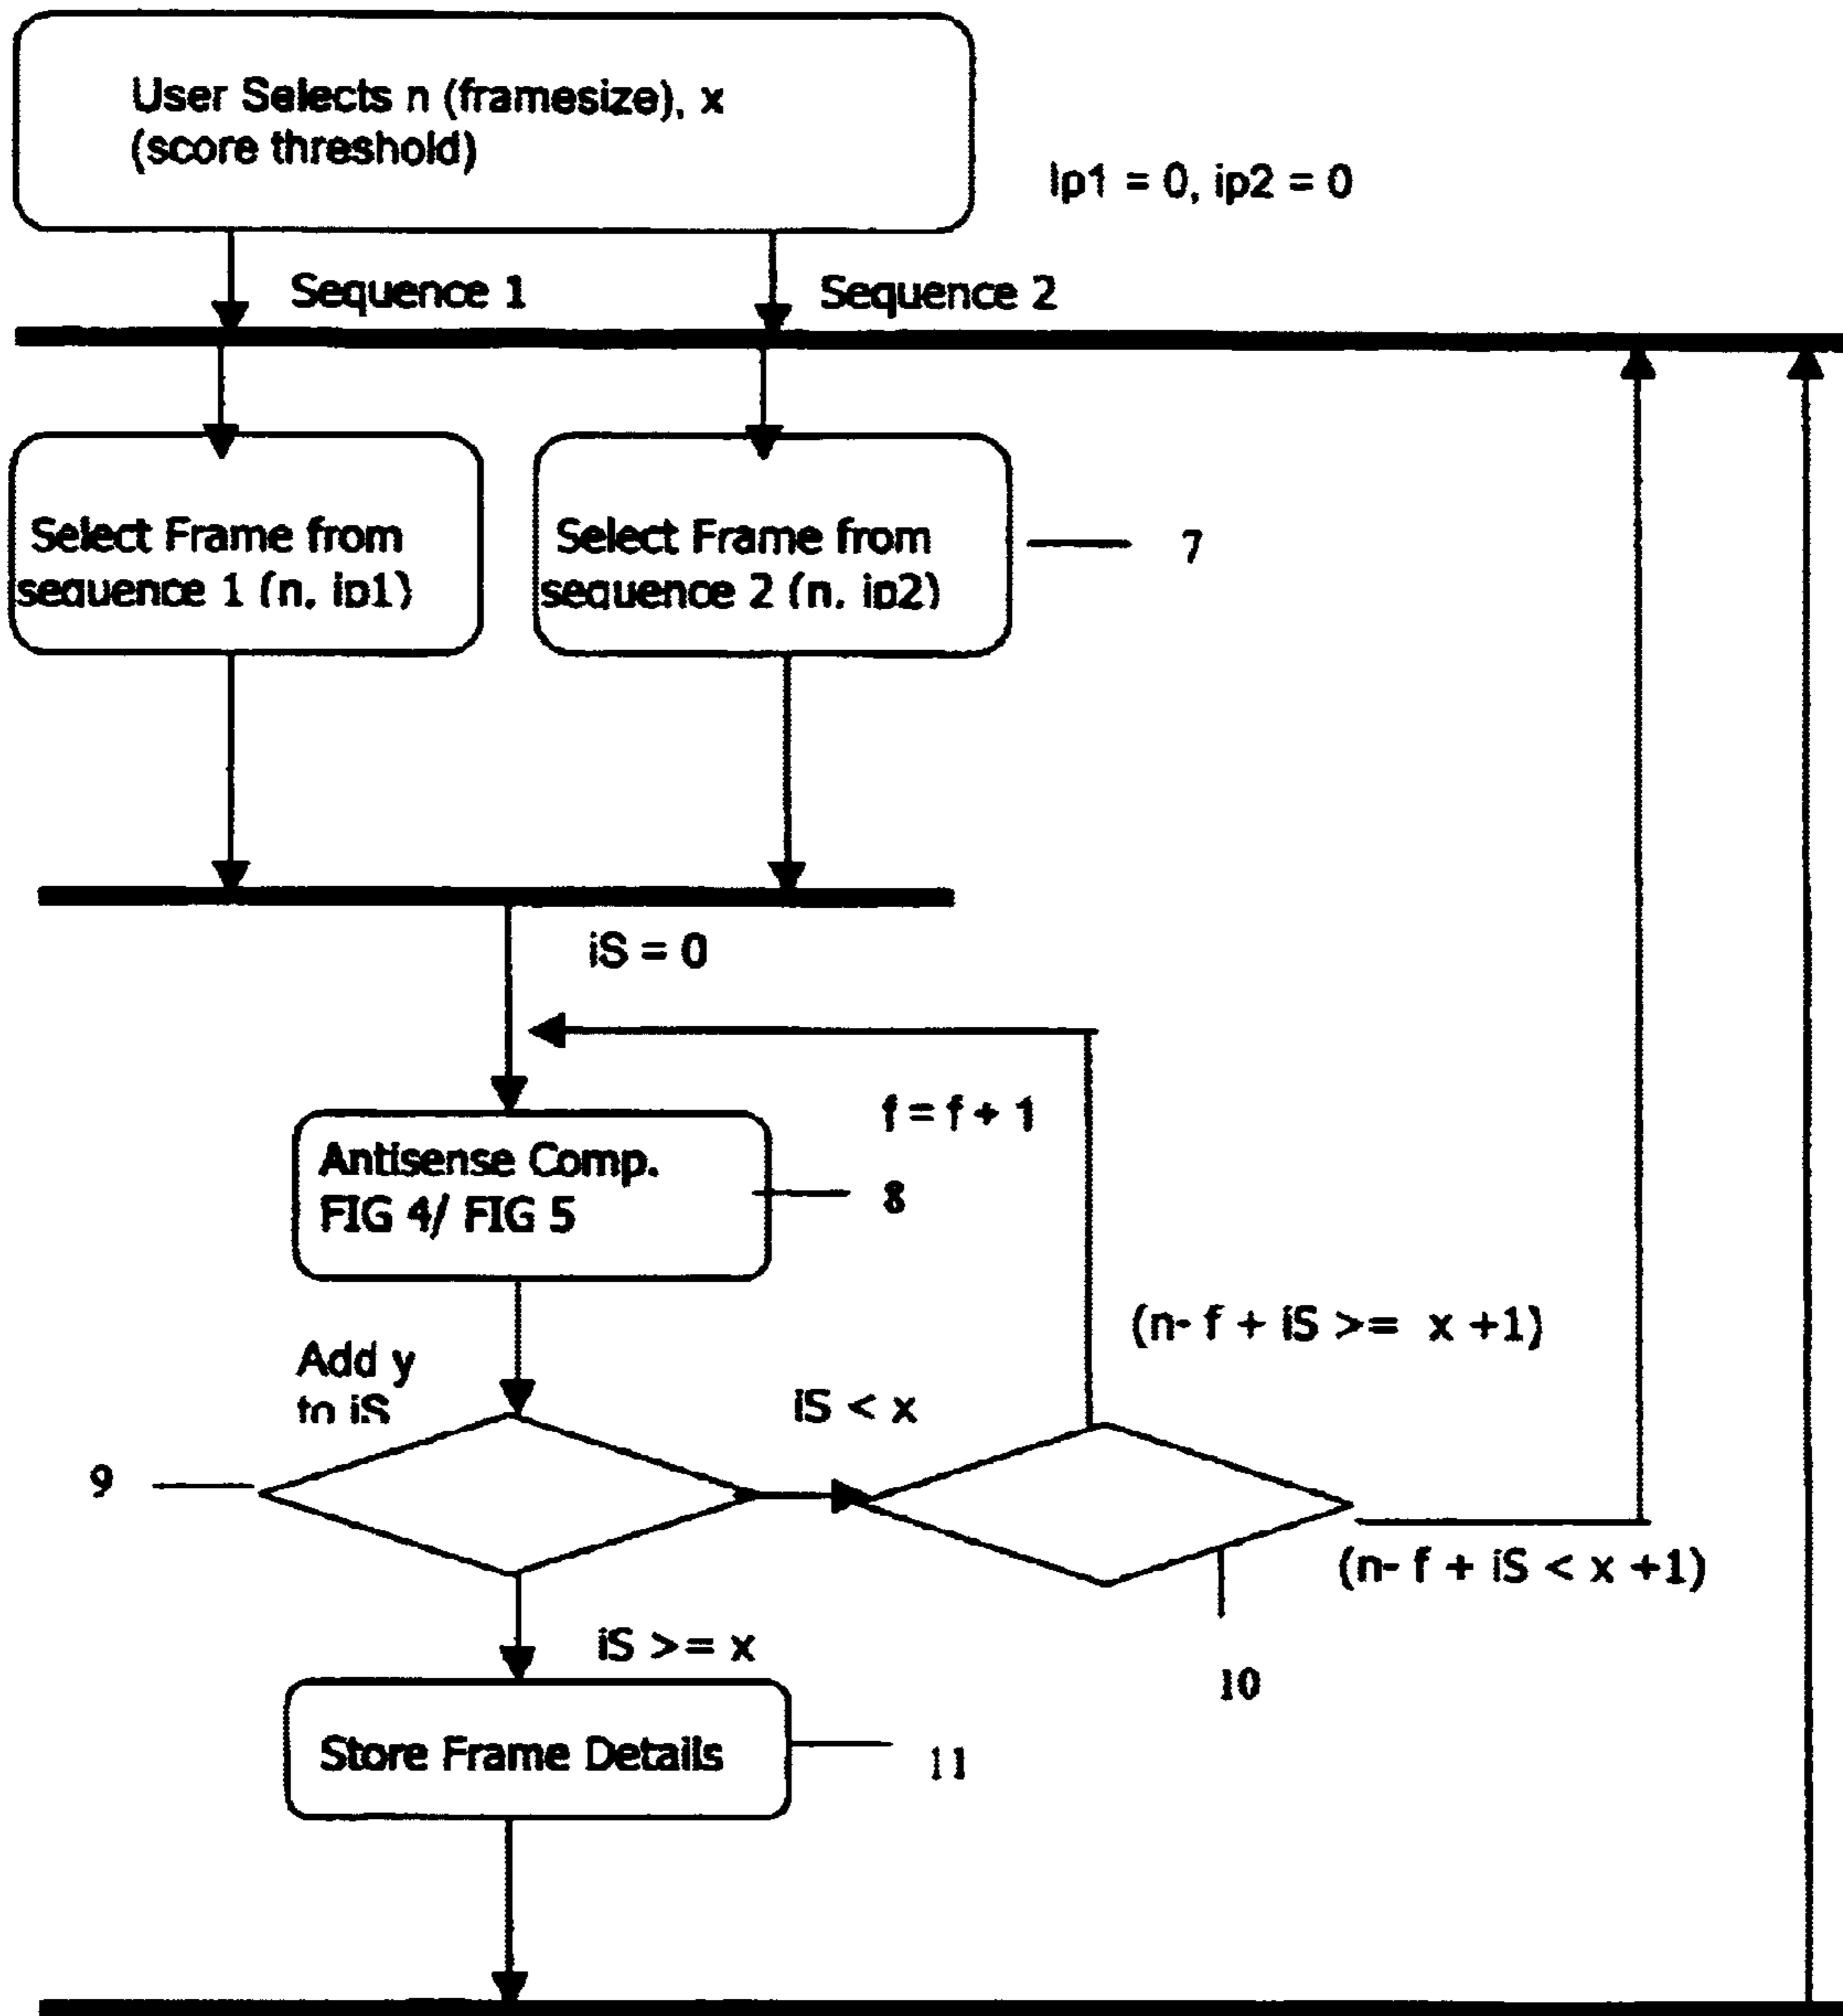 User Selects n (framesize), x
(score threshold)
Ip1 = 0, ip2 = 0
Sequence 1
Sequence 2
Select Frame from
sequence 1 (n, ip1)
Select Frame from
sequence 2 (n, ip2)
7
iS = 0
f = f + 1
Antisense Comp.
FIG 4/ FIG 5
8
(n- f + iS >= x +1)
Add y
to iS
iS < x
9
(n- f + iS < x +1)
iS >= x
10
Store Frame Details
11